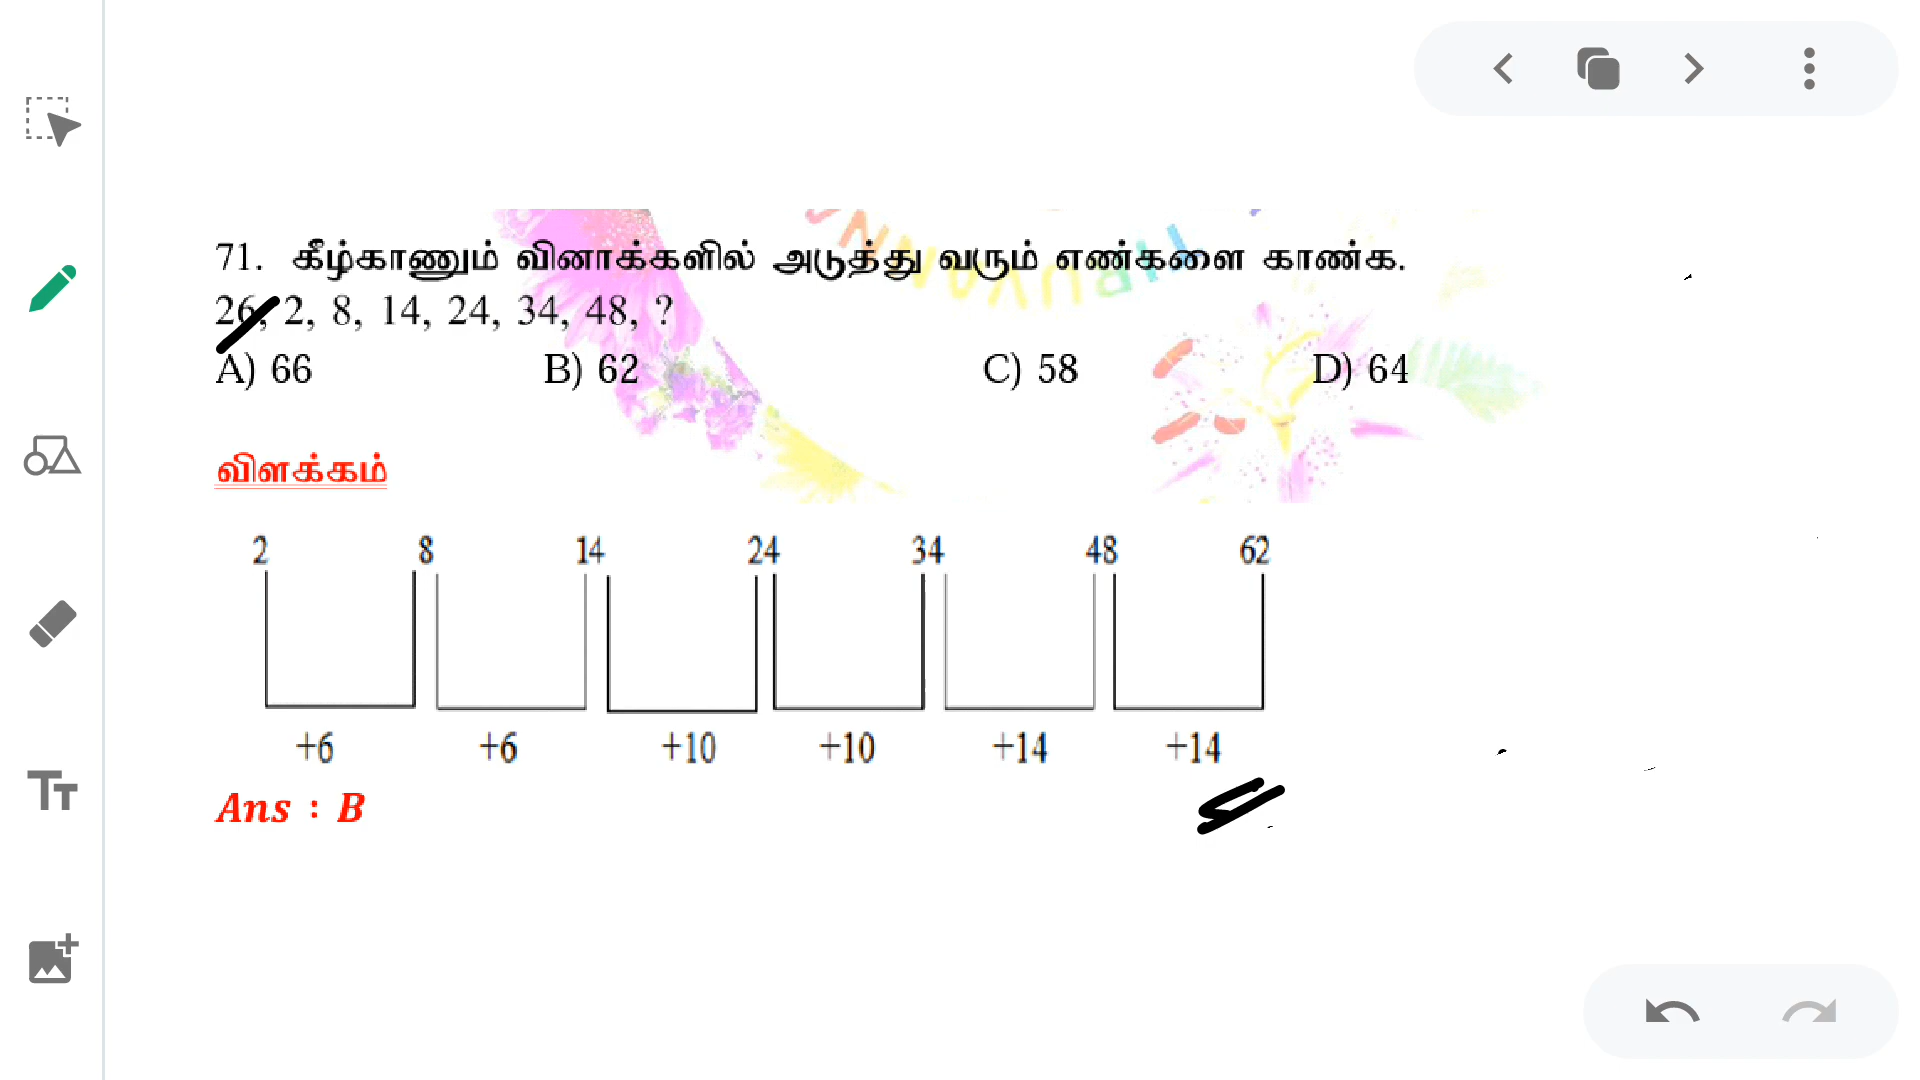 71. கீழ்காணும் வினாக்களில் அடுத்து வரும் எண்களை காண்க.
26, 2, 8, 14, 24, 34, 48, ?
A) 66 B) 62 C) 58 D) 64
விளக்கம்
2 8 14 24 34 48 62
+6 +6 +10 +10 +14 +14
Ans : B